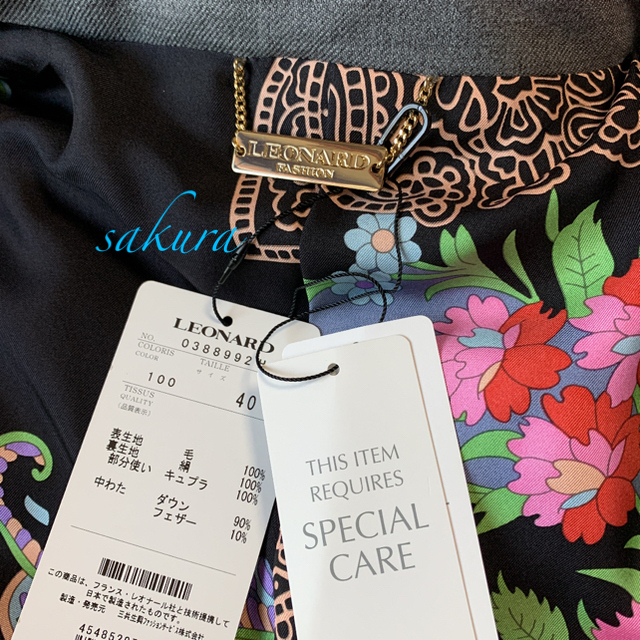 LEONARD
FASHION
sakura
LEONARD
NO.
COLORIS
COLOR
TAILLE
サイズ
100
40
TISSUS
QUALITY
(品質表示)
表生地 毛 100%
裏生地 絹 100%
部分使い キュプラ 100%
中わた ダウン 90%
フェザー 10%
この商品は、フランス・レオナール社と技術提携して
日本で製造されたものです。
THIS ITEM
REQUIRES
SPECIAL
CARE